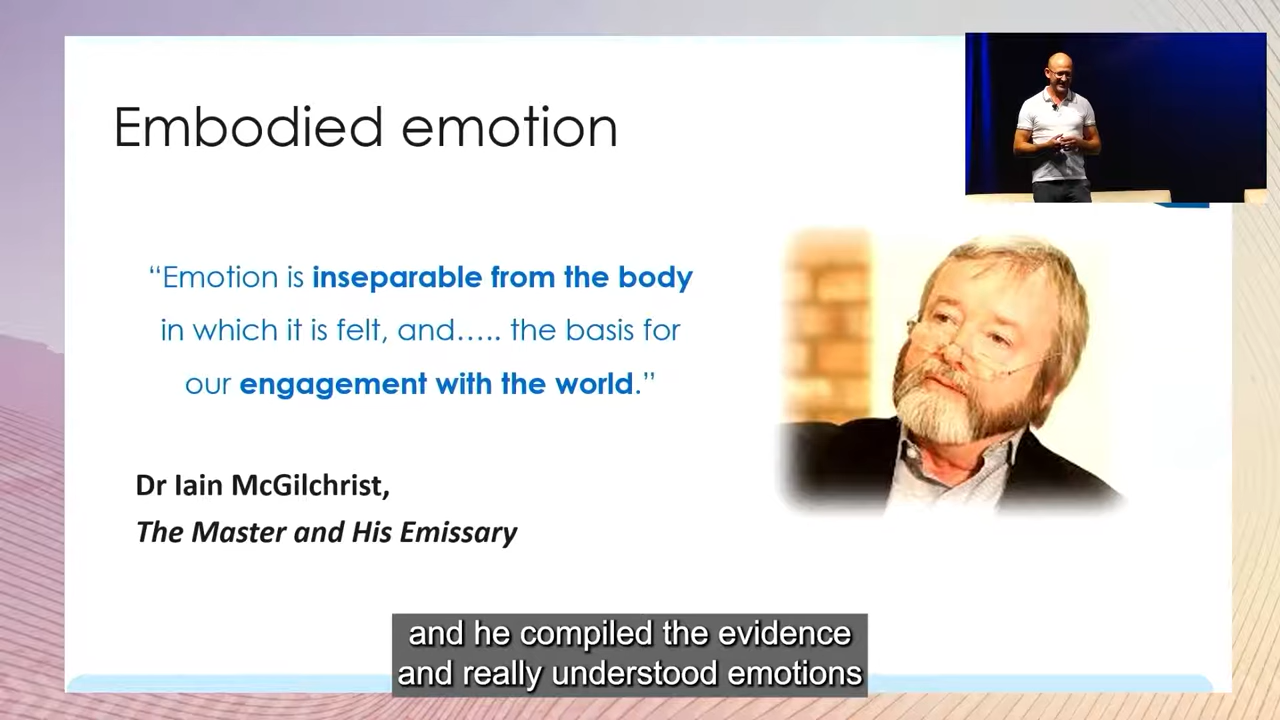 Embodied emotion
“Emotion is inseparable from the body
in which it is felt, and….. the basis for
our engagement with the world.”
Dr Iain McGilchrist,
The Master and His Emissary
and he compiled the evidence
and really understood emotions